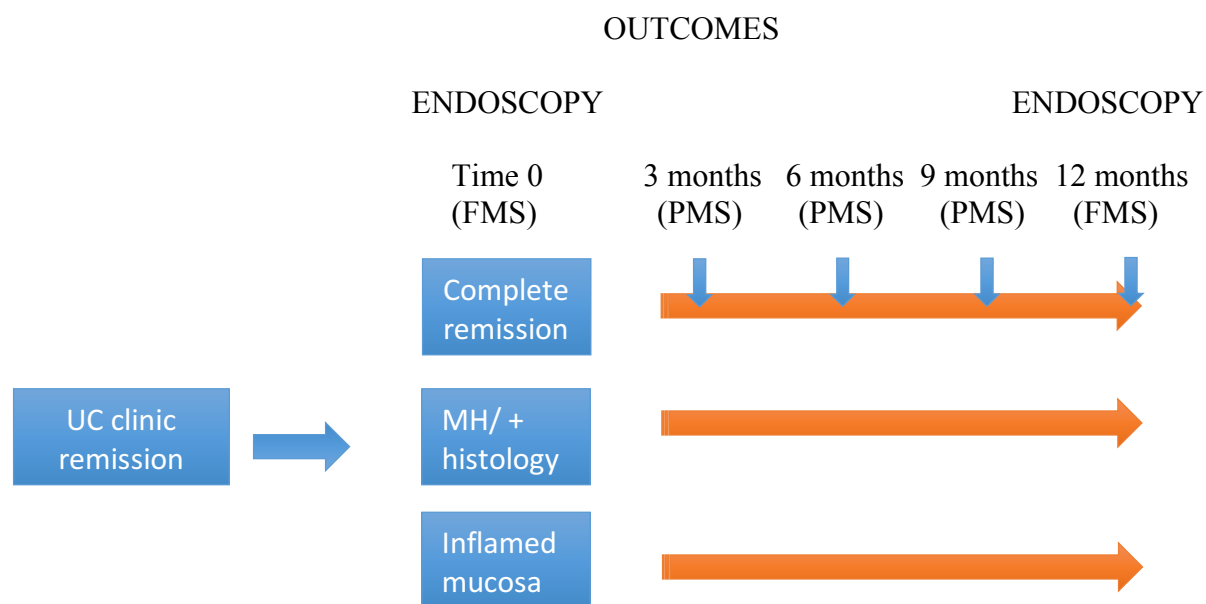 OUTCOMES
ENDOSCOPY ENDOSCOPY
Time 0 3 months 6 months 9 months 12 months
(FMS) (PMS) (PMS) (PMS) (FMS)
Complete
remission
UC clinic
remission
MH/ +
histology
Inflamed
mucosa